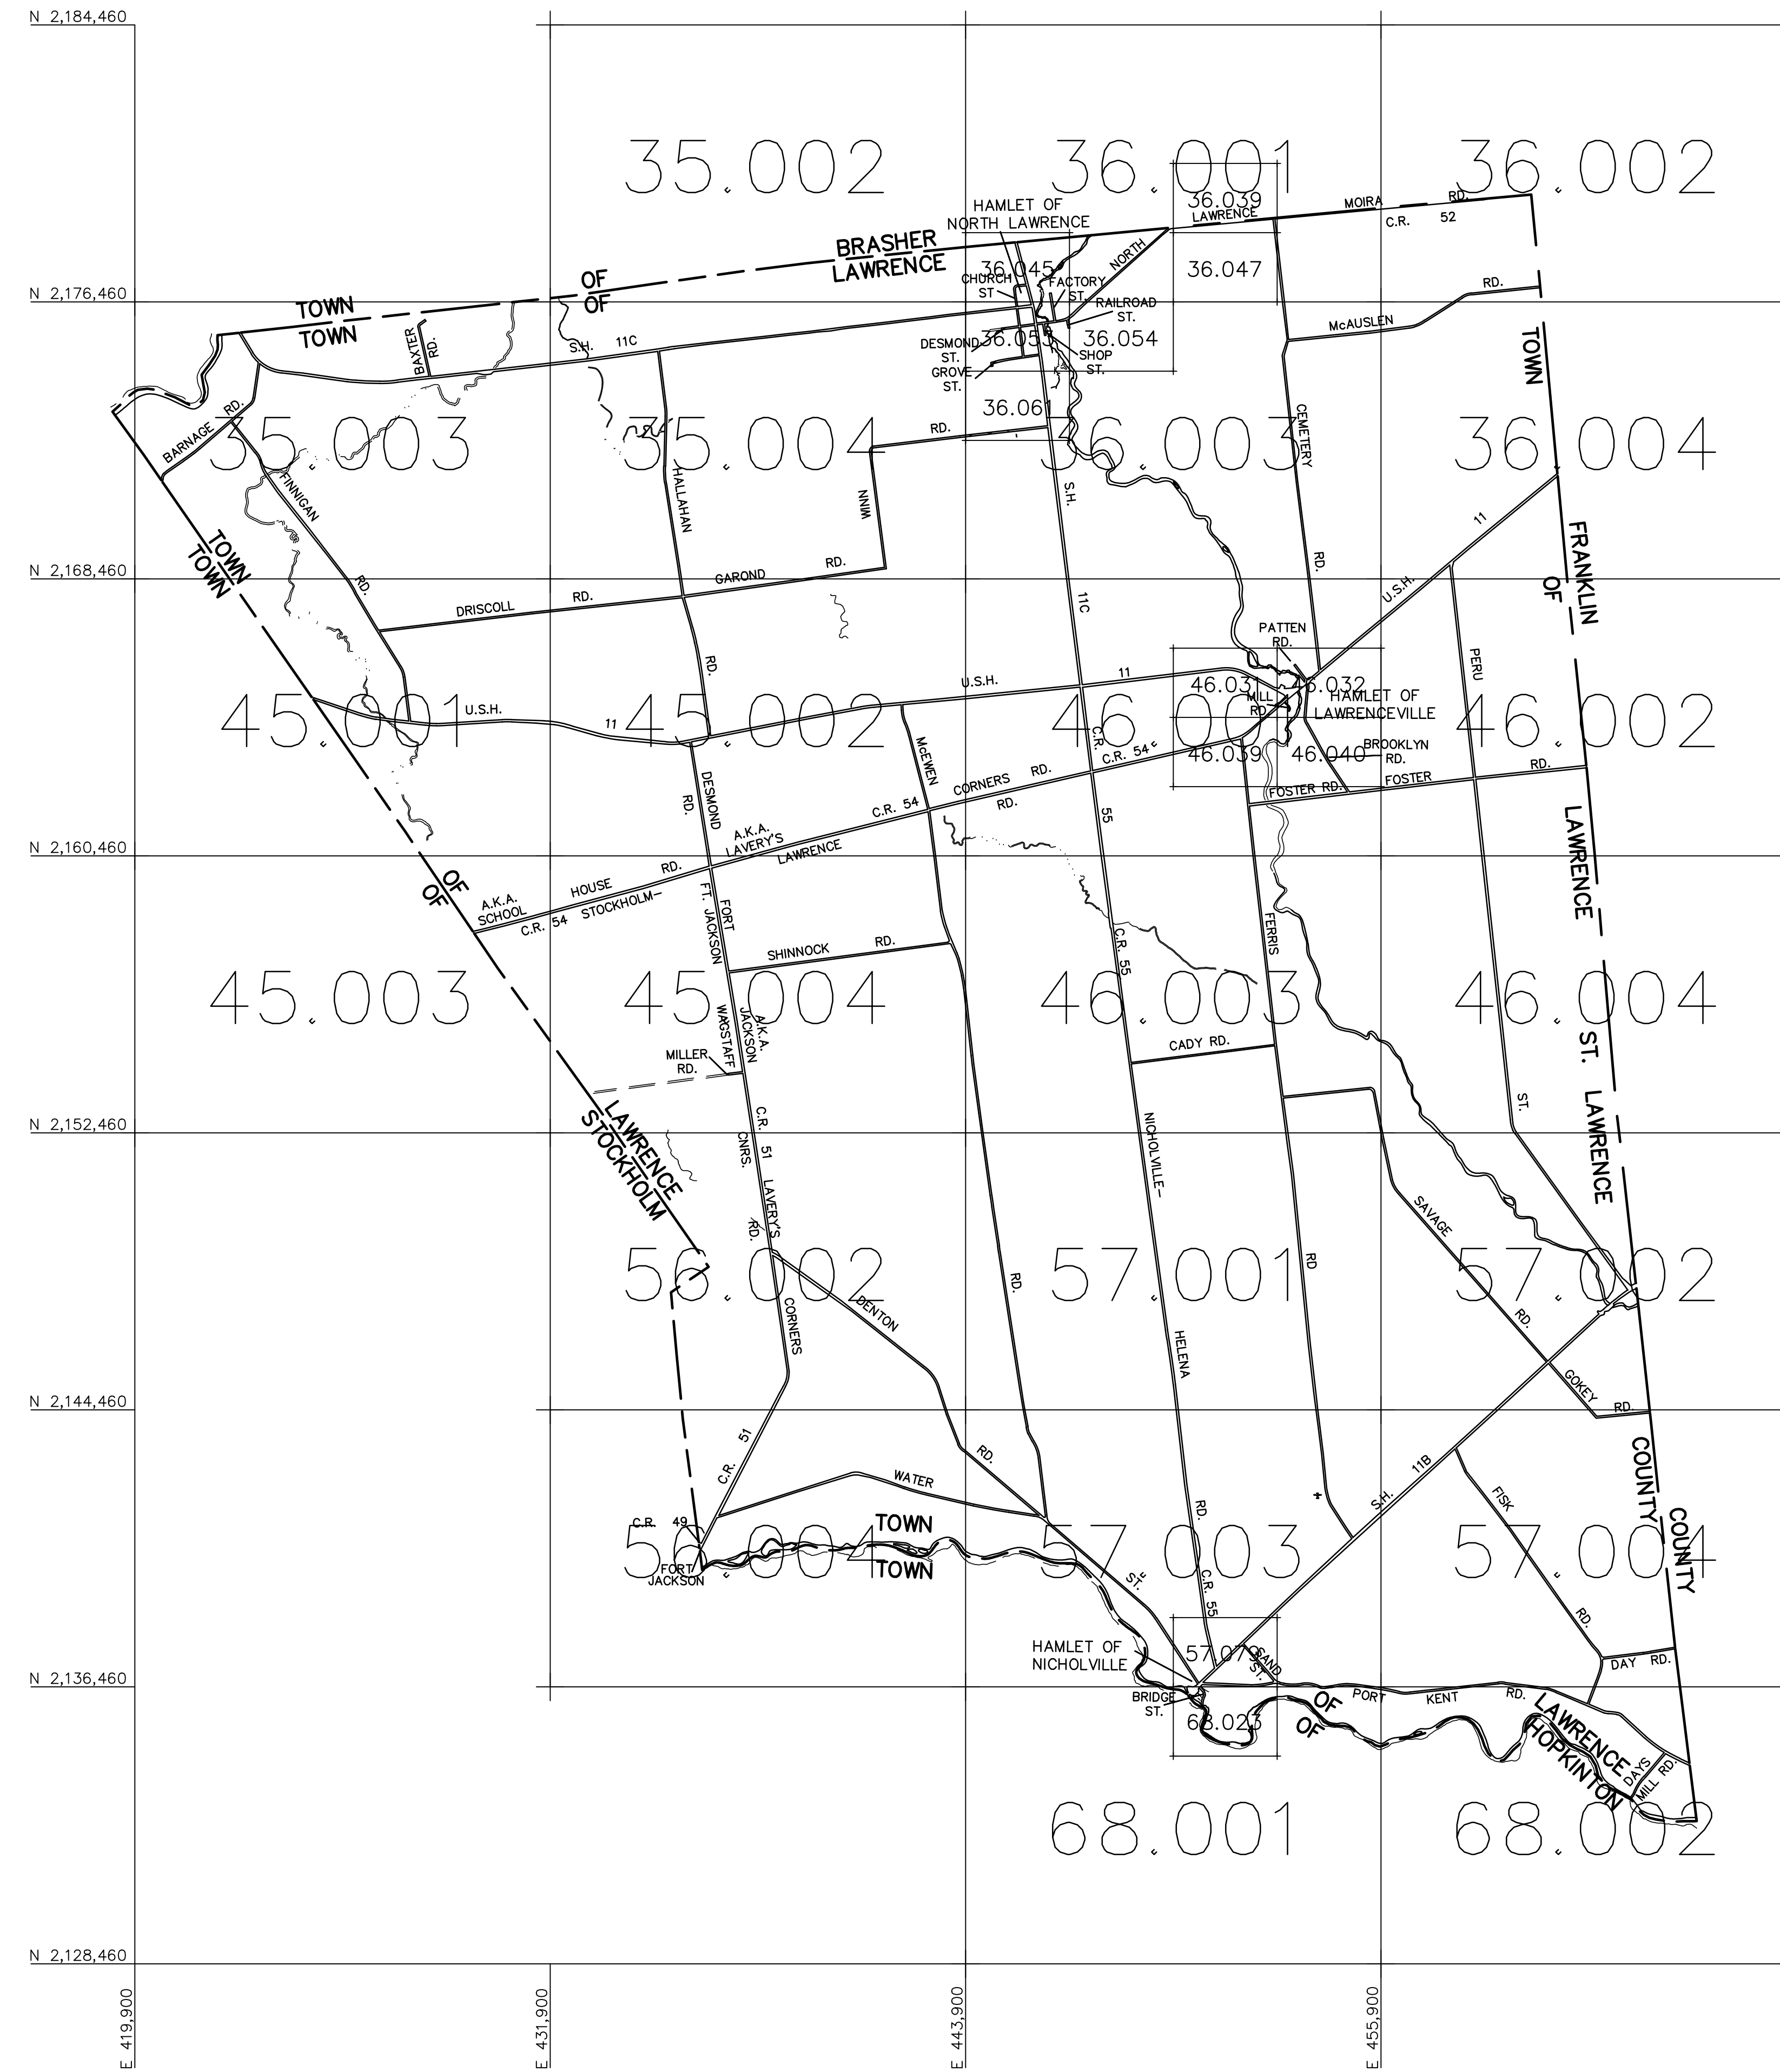 N 2,184,460
35.002
36.001
36.002
36.039
HAMLET OF
NORTH LAWRENCE
LAWRENCE
MOIRA
RD.
C.R. 52
BRASHER
LAWRENCE
NORTH
36.045
36.047
OF
OF
CHURCH
ST
FACTORY
ST.
RAILROAD
ST.
RD.
N 2,176,460
TOWN
TOWN
BAXTER
RD.
S.H. 11C
DESMOND
ST.
36.053
36.054
SHOP
ST.
GROVE
ST.
McAUSLEN
TOWN
36.061
BARNAGE
RD.
35.003
35.004
36.003
36.004
RD.
CEMETERY
FINNIGAN
HALLAHAN
WINN
S.H.
11
FRANKLIN
OF
TOWN
TOWN
N 2,168,460
RD.
GAROND
RD.
RD.
DRISCOLL
RD.
11C
U.S.H.
PATTEN
RD.
PERU
RD.
U.S.H.
11
46.031
46.032
MILL
RD.
HAMLET OF
LAWRENCEVILLE
45.001
45.002
46.001
46.002
U.S.H.
11
C.R.
C.R. 54
46.039
46.040
BROOKLYN
RD.
McEWEN
DESMOND
RD.
CORNERS
RD.
FOSTER RD.
FOSTER
RD.
C.R. 54
RD.
55
LAWRENCE
A.K.A.
LAVERY'S
LAWRENCE
N 2,160,460
OF
OF
HOUSE
RD.
A.K.A.
SCHOOL
C.R. 54
STOCKHOLM-
FORT
FT. JACKSON
FERRIS
SHINNOCK
RD.
C.R. 55
45.003
45.004
46.003
46.004
A.K.A.
JACKSON
WAGSTAFF
MILLER
RD.
CADY RD.
ST. LAWRENCE
N 2,152,460
LAWRENCE
STOCKHOLM
C.R. 51
CNRS.
NICHOLVILLE-
ST.
LAVERY'S
RD.
SAVAGE
56.002
57.001
57.002
RD.
RD
DENTON
CORNERS
RD.
HELENA
GOKEY
RD.
N 2,144,460
COUNTY
COUNTY
C.R. 51
RD.
WATER
11B
S.H.
FISK
RD.
C.R. 49
TOWN
TOWN
56.004
57.003
57.004
FORT
JACKSON
ST.
C.R. 55
RD.
HAMLET OF
NICHOLVILLE
57.079
SAND
ST.
DAY RD.
N 2,136,460
BRIDGE
ST.
68.023
OF
OF
PORT
KENT
RD.
LAWRENCE
HOPKINTON
DAYS
MILL RD.
68.001
68.002
N 2,128,460
E 419,900
E 431,900
E 443,900
E 455,900